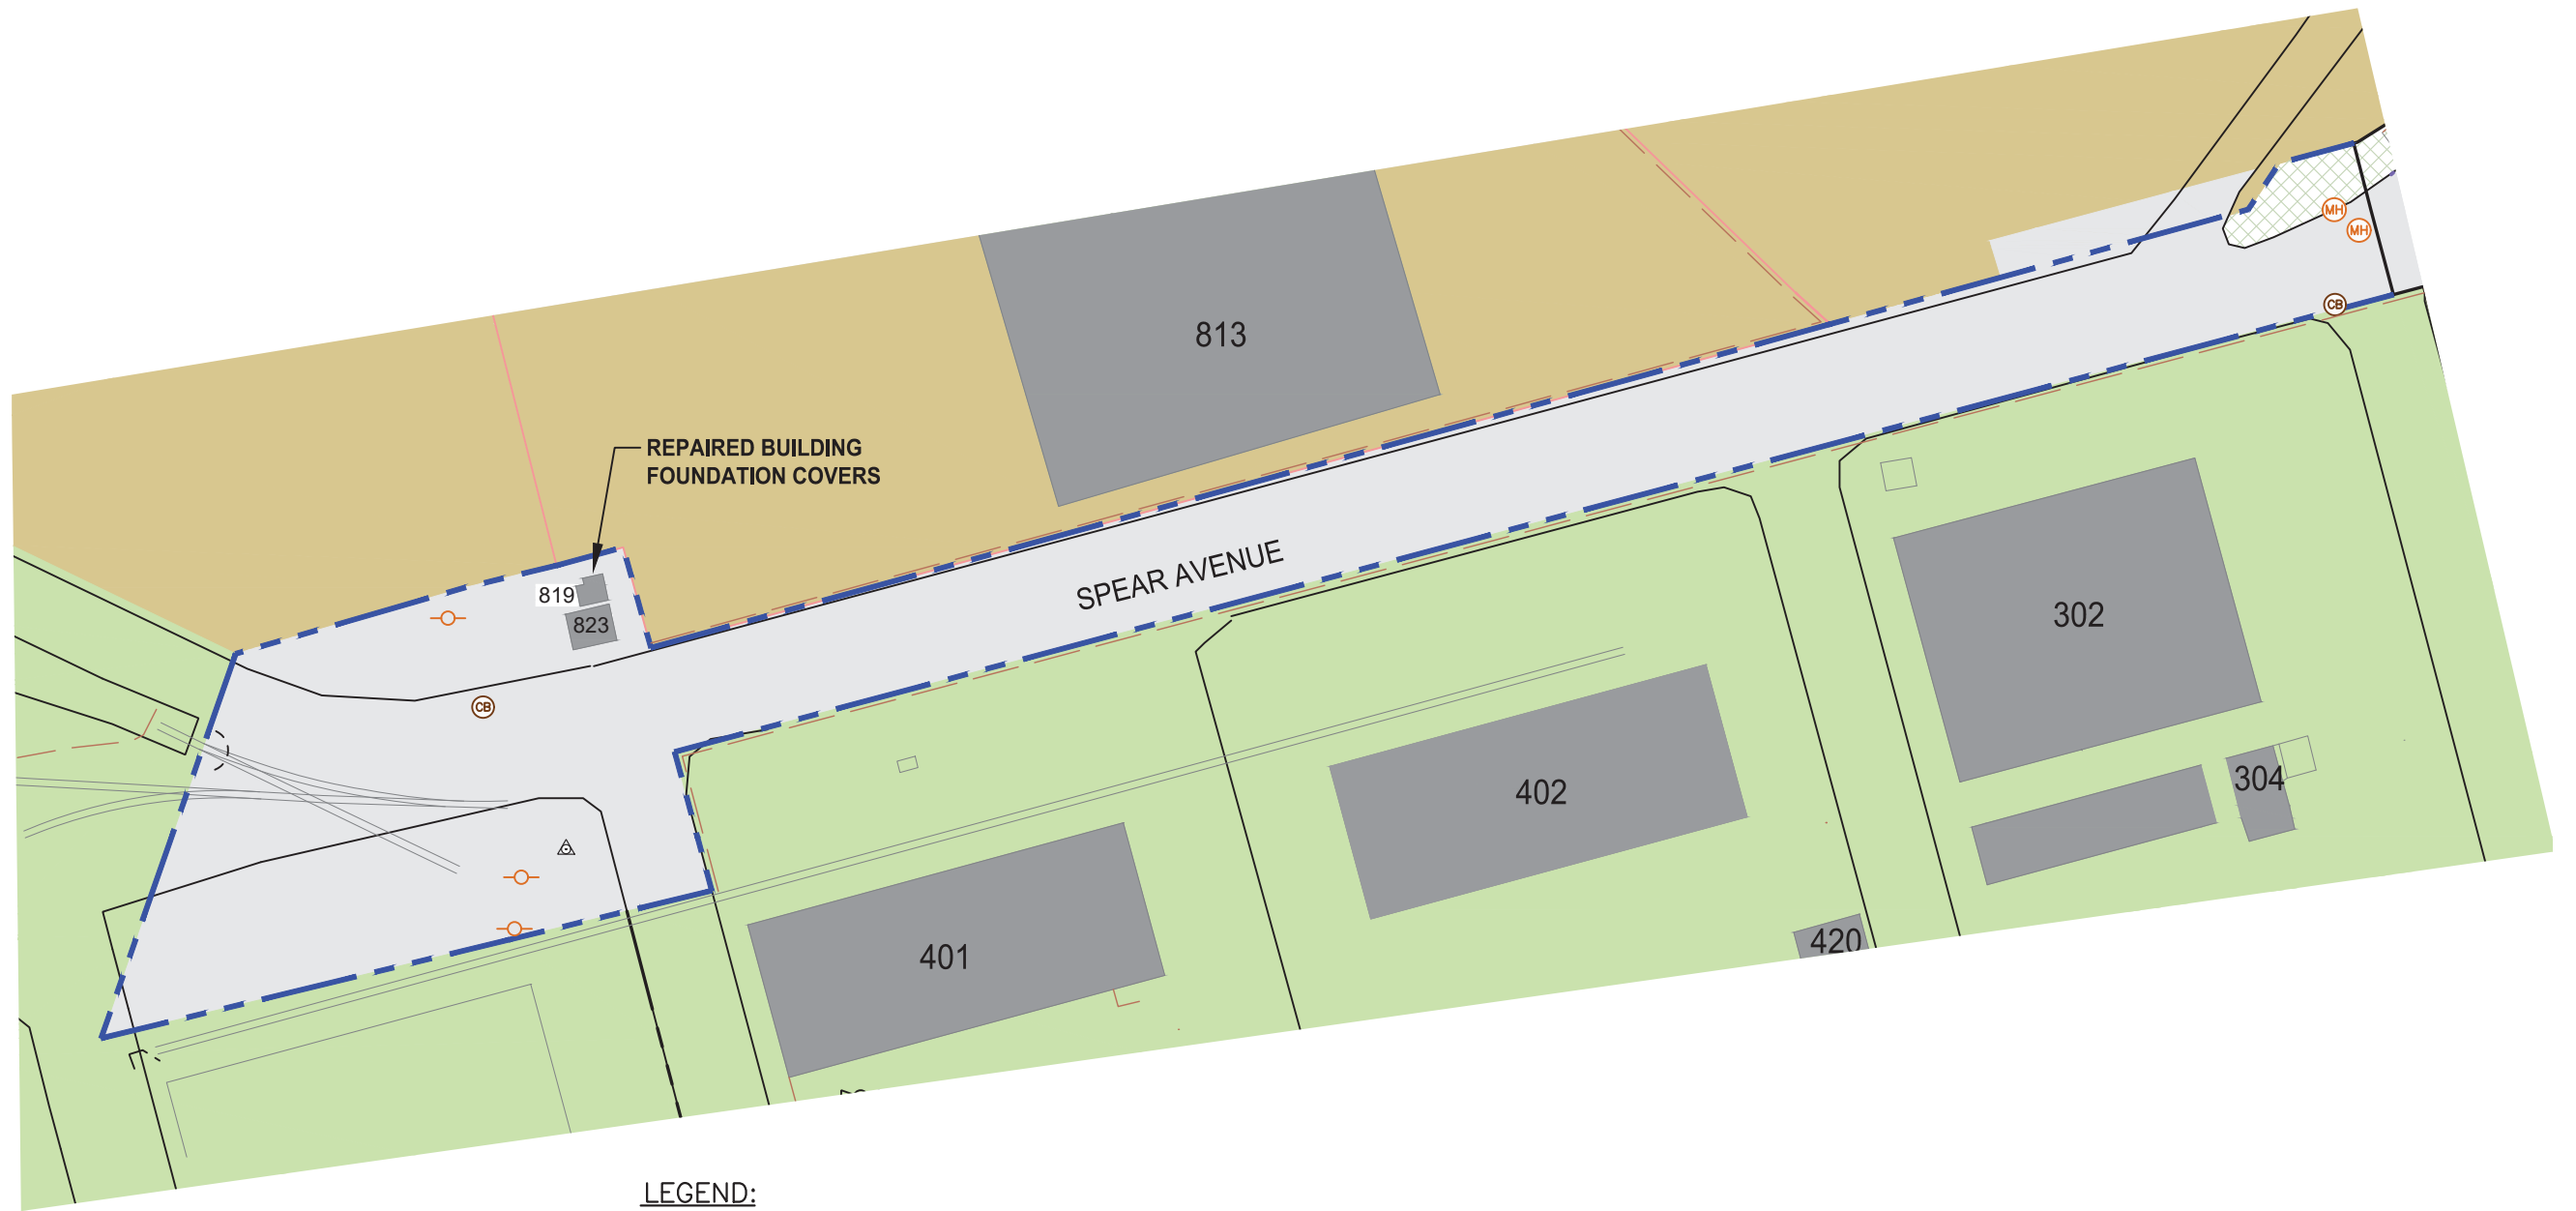 MH
MH
CB
813
REPAIRED BUILDING
FOUNDATION COVERS
819
823
SPEAR AVENUE
302
CB
304
402
420
401
LEGEND: